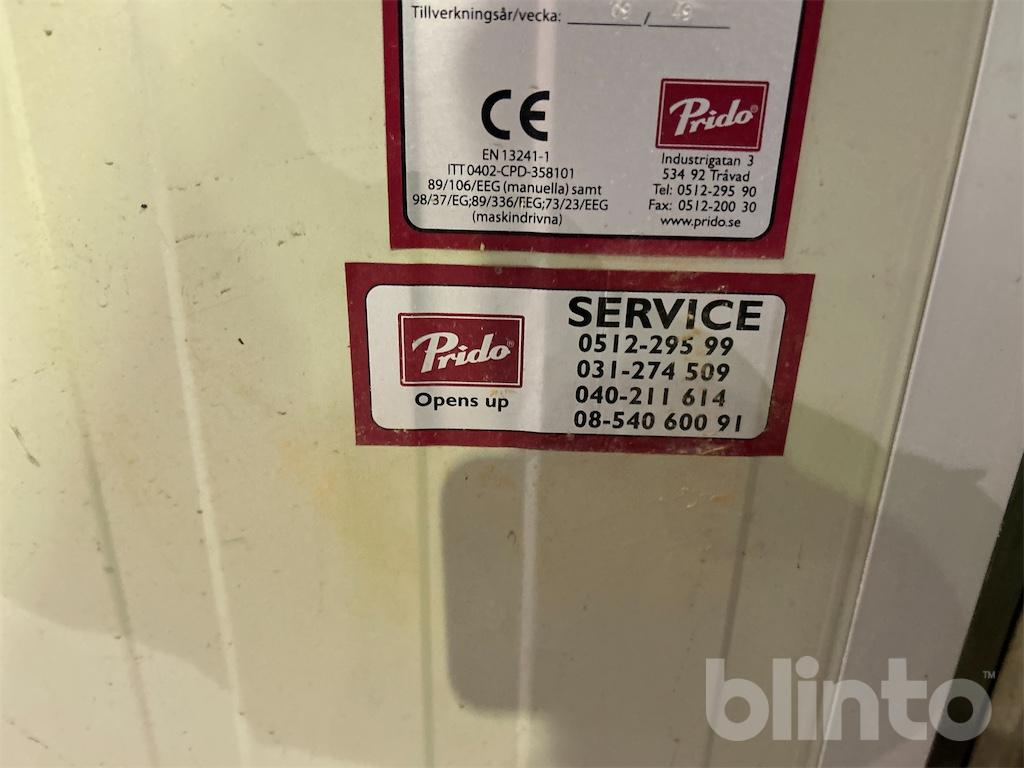 Tillverkningsår/vecka: / 49
CE
EN 13241-1
ITT 0402-CPD-358101
89/106/EEG (manuella) samt
98/37/EG;89/336/EEG;73/23/EEG
(maskindrivna)
Prido®
Industrigatan 3
534 92 Tråvad
Tel: 0512-295 90
Fax: 0512-200 30
www.prido.se
Prido®
Opens up
SERVICE
0512-295 99
031-274 509
040-211 614
08-540 600 91
blinto™